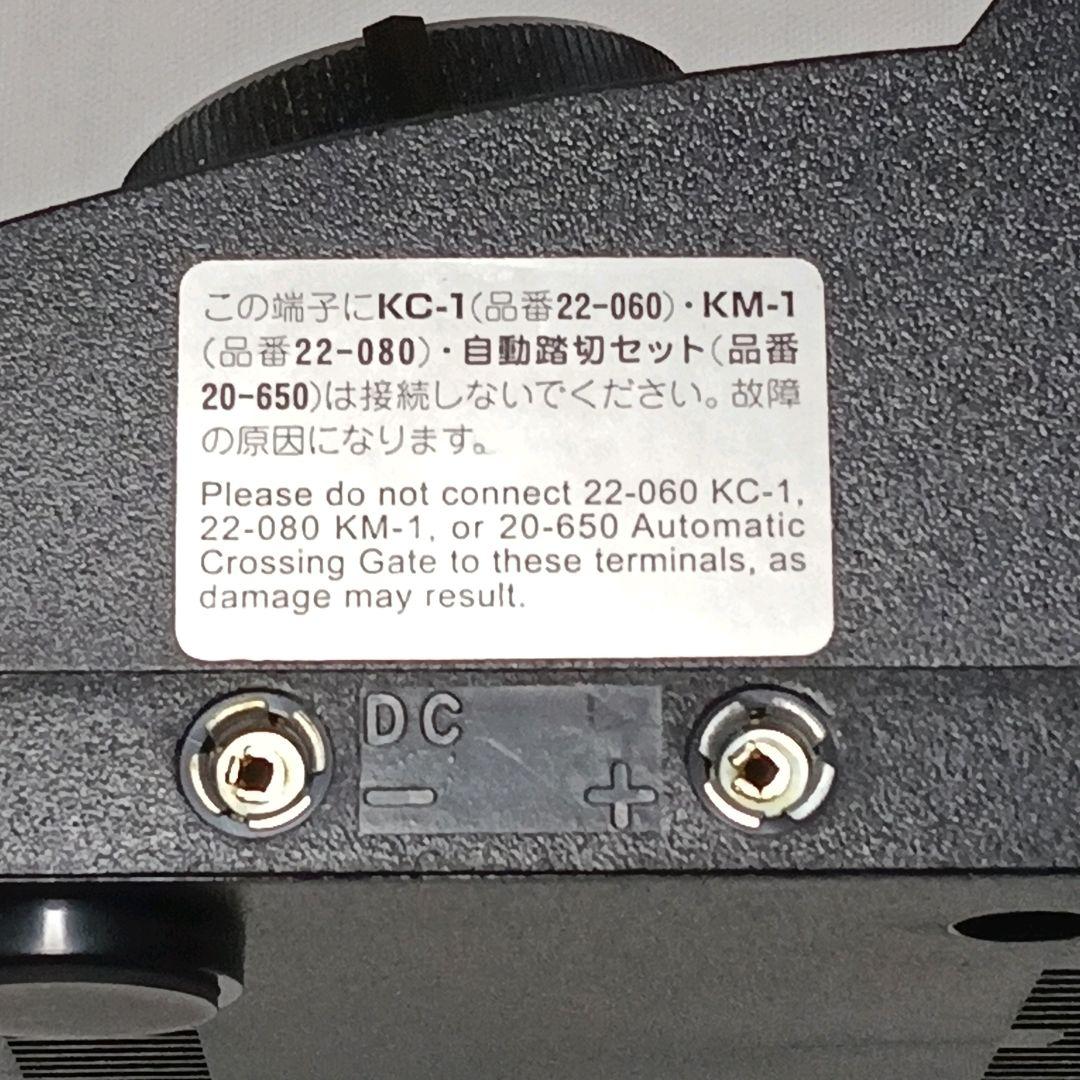 この端子にKC-1(品番22-060)・KM-1
(品番22-080)・自動踏切セット(品番
20-650)は接続しないでください。故障
の原因になります。
Please do not connect 22-060 KC-1,
22-080 KM-1, or 20-650 Automatic
Crossing Gate to these terminals, as
damage may result.
DC
− +